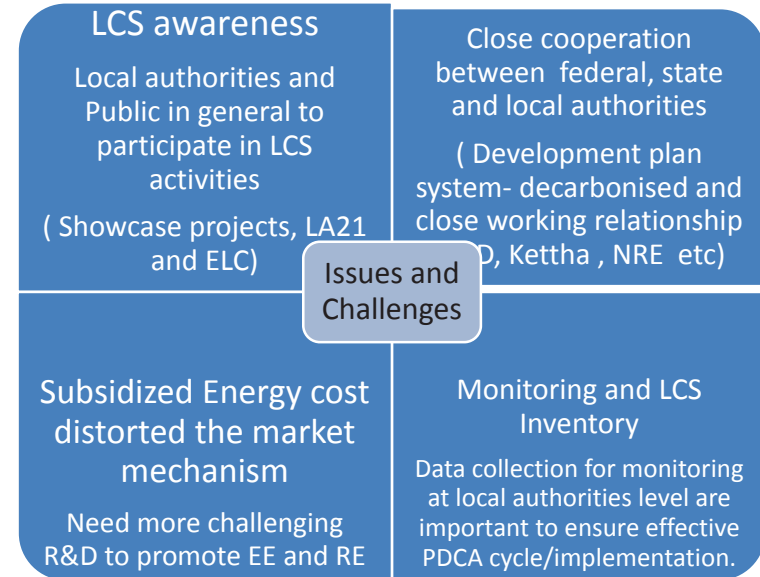 LCS awareness
Local authorities and
Public in general to
participate in LCS
activities
( Showcase projects, LA21
and ELC)
Close cooperation
between federal, state
and local authorities
( Development plan
system- decarbonised and
close working relationship
D, Kettha , NRE etc)
Issues and
Challenges
Subsidized Energy cost
distorted the market
mechanism
Need more challenging
R&D to promote EE and RE
Monitoring and LCS
Inventory
Data collection for monitoring
at local authorities level are
important to ensure effective
PDCA cycle/implementation.